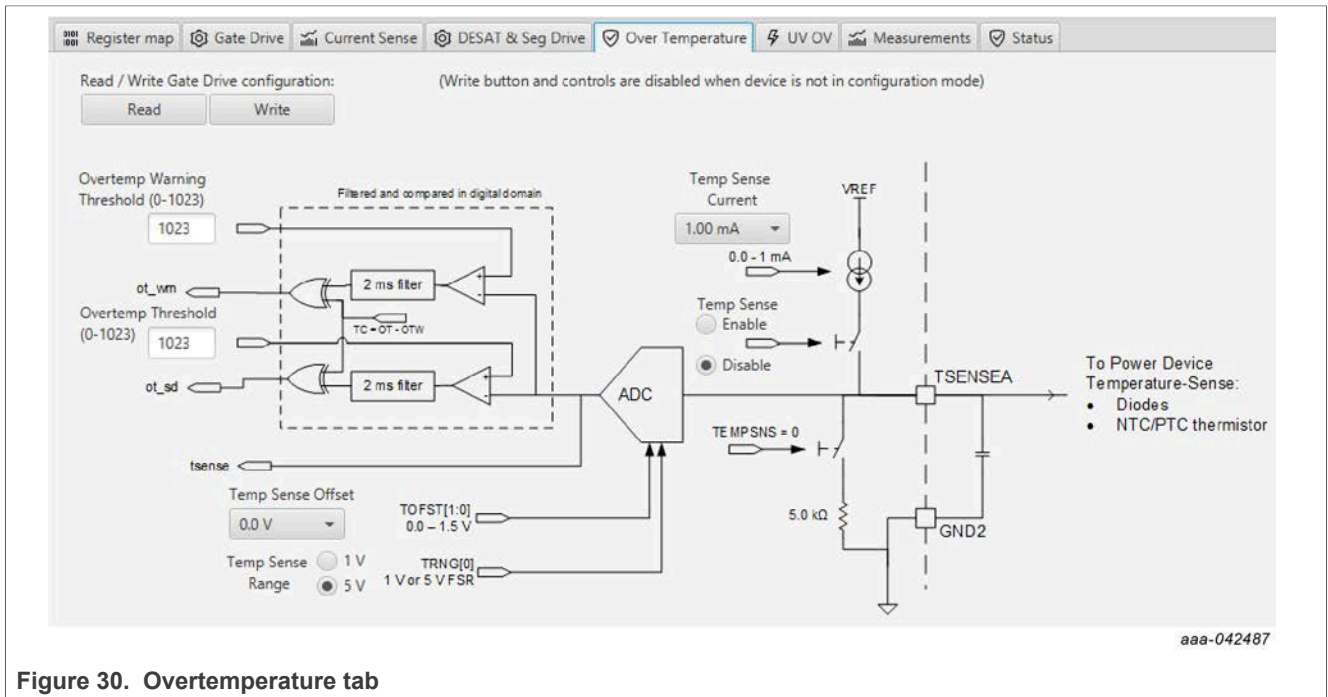 Register map Gate Drive Current Sense DESAT & Seg Drive Over Temperature UV OV Measurements Status
Read / Write Gate Drive configuration: (Write button and controls are disabled when device is not in configuration mode)
Read Write
Overtemp Warning
Threshold (0-1023)
1023
Filtered and compared in digital domain
Temp Sense
Current
1.00 mA
VREF
0.0 - 1 mA
2 ms filter
ot_wrn
TC = OT - OTW
Overtemp Threshold
(0-1023)
1023
Temp Sense
Enable
Disable
2 ms filter
ot_sd
ADC
TSENSEA
To Power Device
Temperature-Sense:
• Diodes
• NTC/PTC thermistor
TEMPSNS = 0
tsense
Temp Sense Offset
0.0 V
TOFST[1:0]
0.0 – 1.5 V
5.0 kΩ
GND2
Temp Sense
Range
1 V
5 V
TRNG[0]
1 V or 5 V FSR
aaa-042487
Figure 30. Overtemperature tab